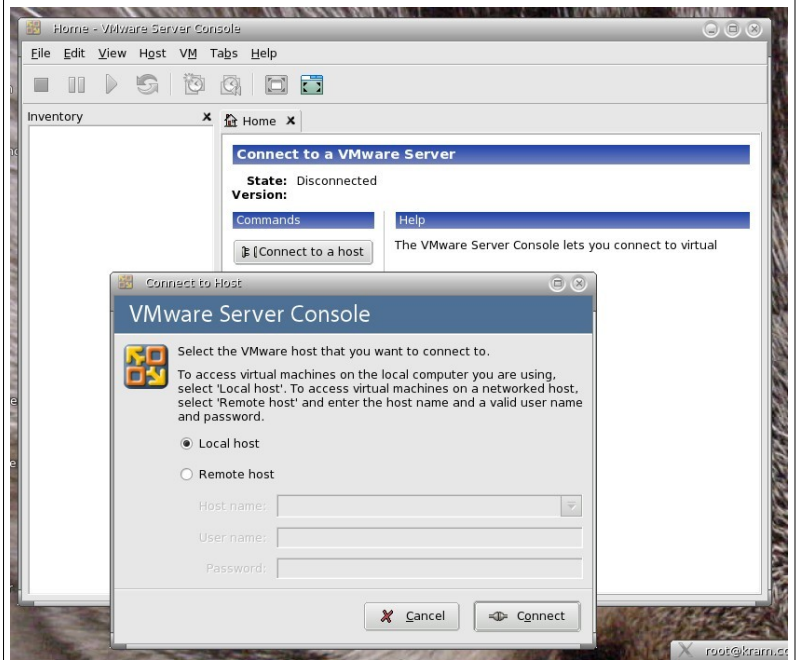 Home - VMware Server Console
File Edit View Host VM Tabs Help
Inventory
Home
Connect to a VMware Server
State: Disconnected
Version:
Commands
Help
Connect to a host
The VMware Server Console lets you connect to virtual
Connect to Host
VMware Server Console
Select the VMware host that you want to connect to.
To access virtual machines on the local computer you are using,
select 'Local host'. To access virtual machines on a networked host,
select 'Remote host' and enter the host name and a valid user name
and password.
Local host
Remote host
Host name:
User name:
Password:
Cancel
Connect
root@kram.co